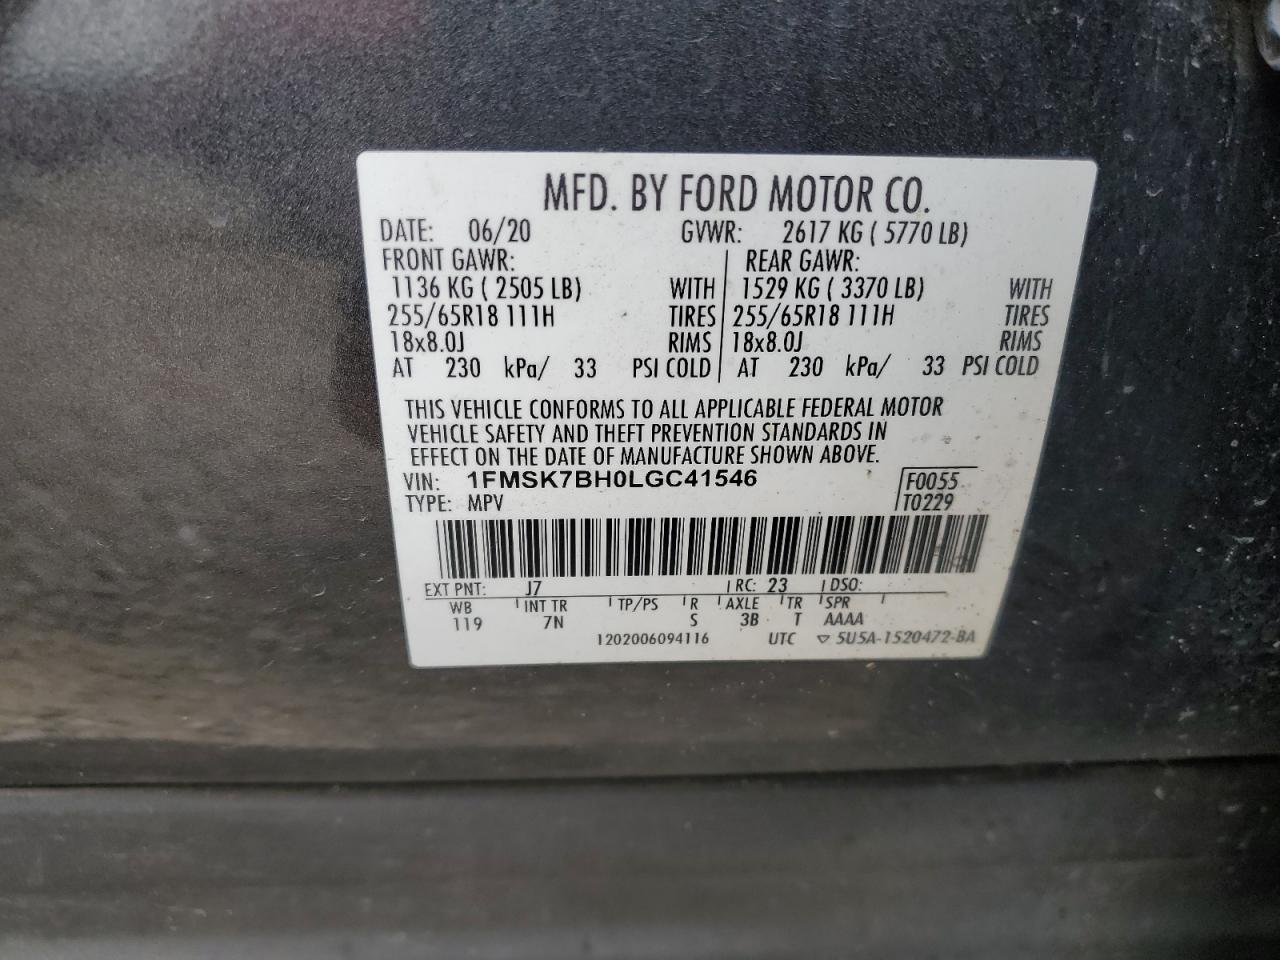 MFD. BY FORD MOTOR CO.
DATE: 06/20 GVWR: 2617 KG ( 5770 LB)
FRONT GAWR: REAR GAWR:
1136 KG ( 2505 LB) WITH 1529 KG ( 3370 LB) WITH
255/65R18 111H TIRES 255/65R18 111H TIRES
18x8.0J RIMS 18x8.0J RIMS
AT 230 kPa/ 33 PSI COLD AT 230 kPa/ 33 PSI COLD
THIS VEHICLE CONFORMS TO ALL APPLICABLE FEDERAL MOTOR
VEHICLE SAFETY AND THEFT PREVENTION STANDARDS IN
EFFECT ON THE DATE OF MANUFACTURE SHOWN ABOVE.
VIN: 1FMSK7BH0LGC41546 F0055
TYPE: MPV T0229
EXT PNT: J7 RC: 23 DSO:
WB INT TR TP/PS R AXLE TR SPR
119 7N S 3B T AAAA
1202006094116 UTC ▽ 5U5A-1520472-BA